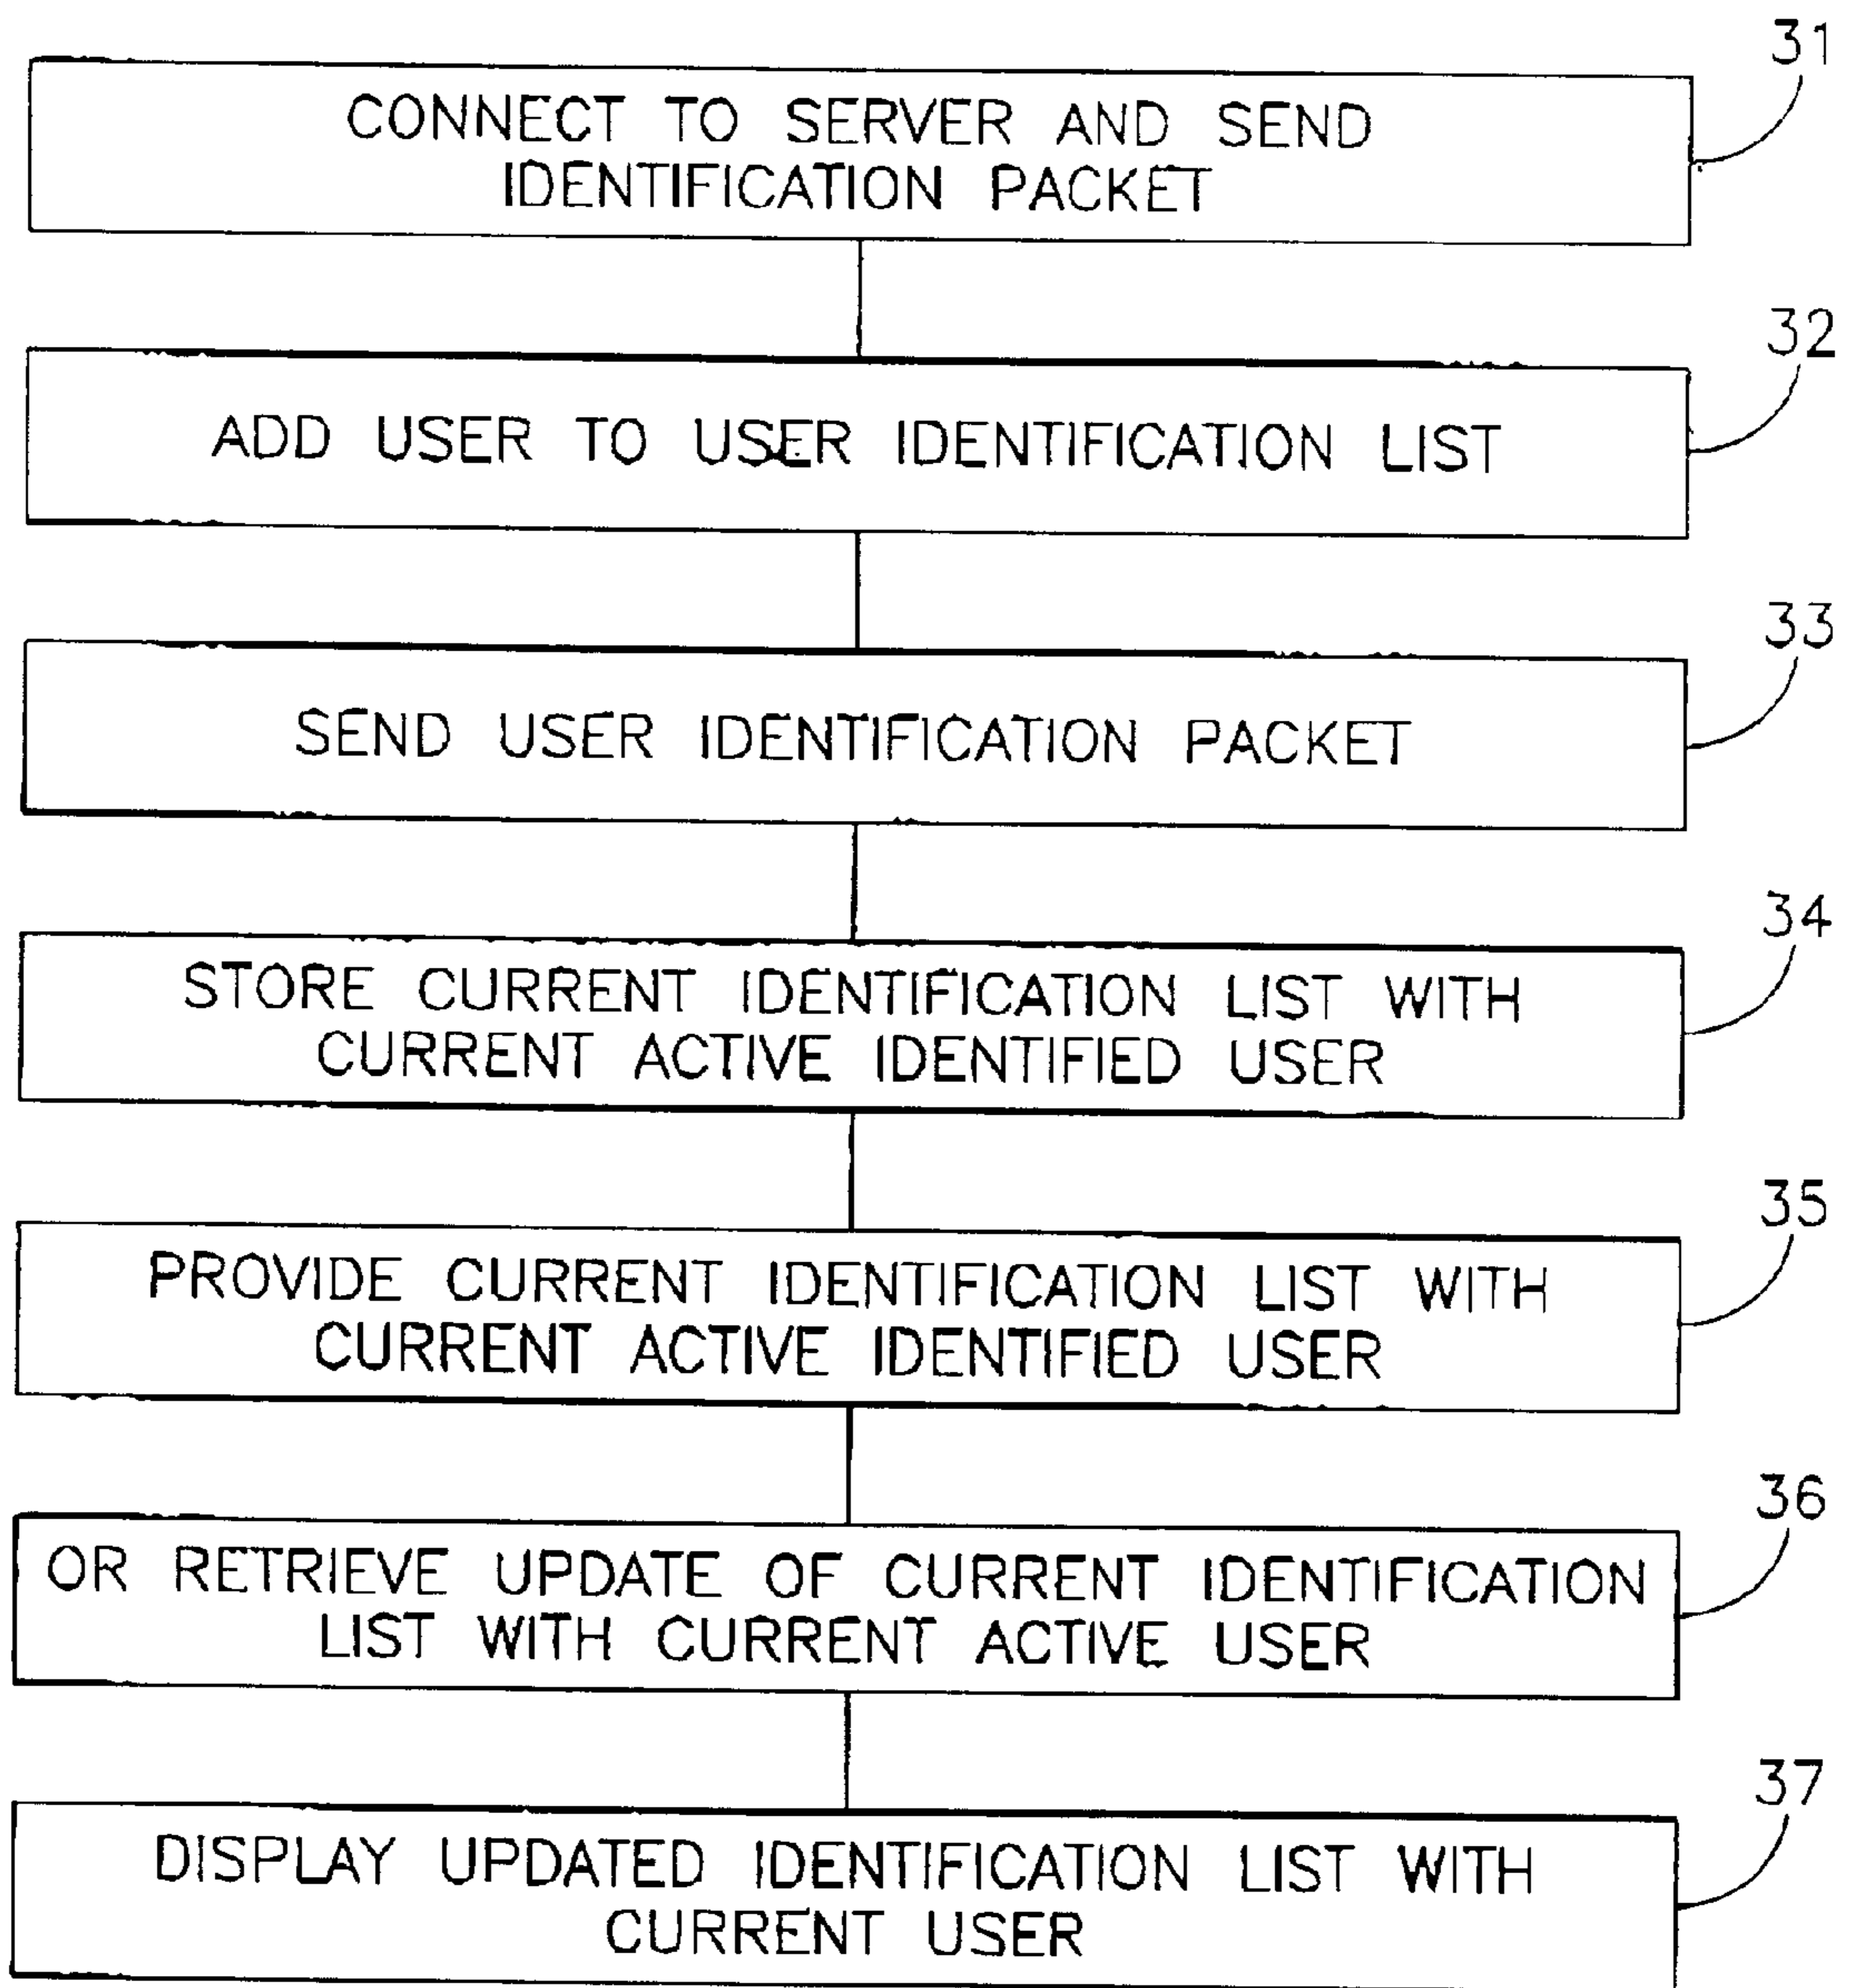 31
CONNECT TO SERVER AND SEND
IDENTIFICATION PACKET
32
ADD USER TO USER IDENTIFICATION LIST
33
SEND USER IDENTIFICATION PACKET
34
STORE CURRENT IDENTIFICATION LIST WITH
CURRENT ACTIVE IDENTIFIED USER
35
PROVIDE CURRENT IDENTIFICATION LIST WITH
CURRENT ACTIVE IDENTIFIED USER
36
OR RETRIEVE UPDATE OF CURRENT IDENTIFICATION
LIST WITH CURRENT ACTIVE USER
37
DISPLAY UPDATED IDENTIFICATION LIST WITH
CURRENT USER